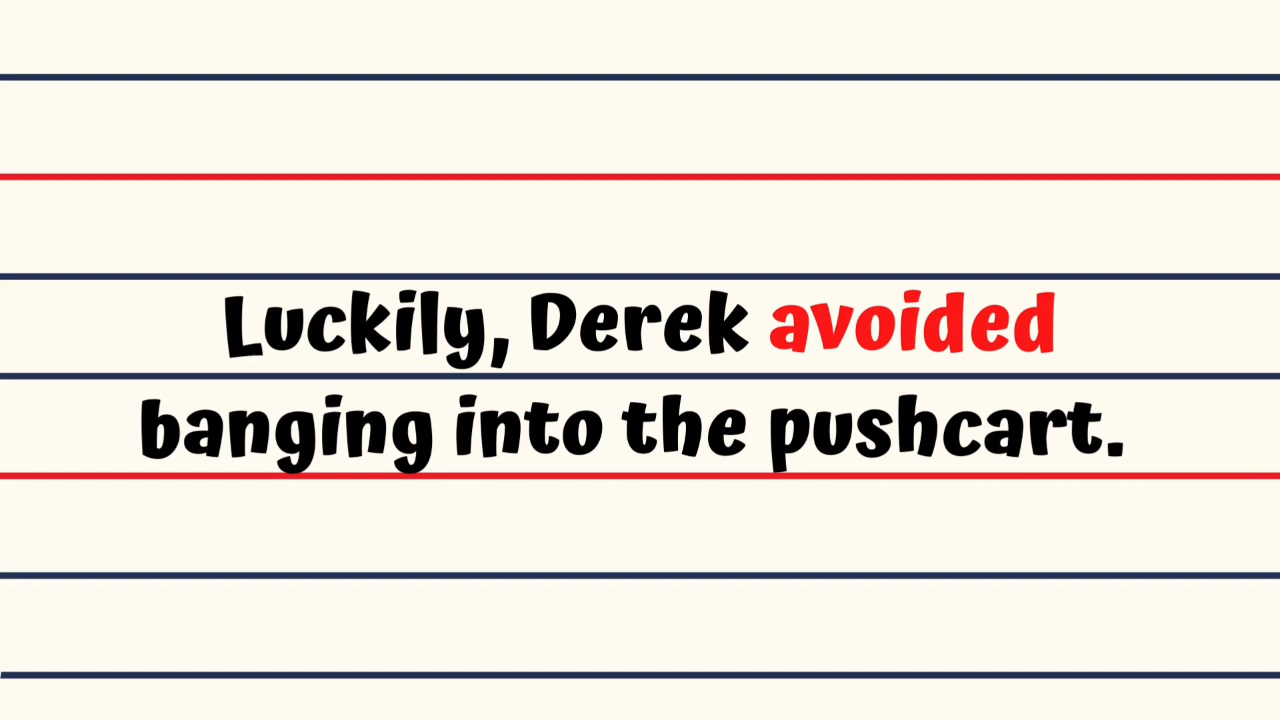 Luckily, Derek avoided
banging into the pushcart.